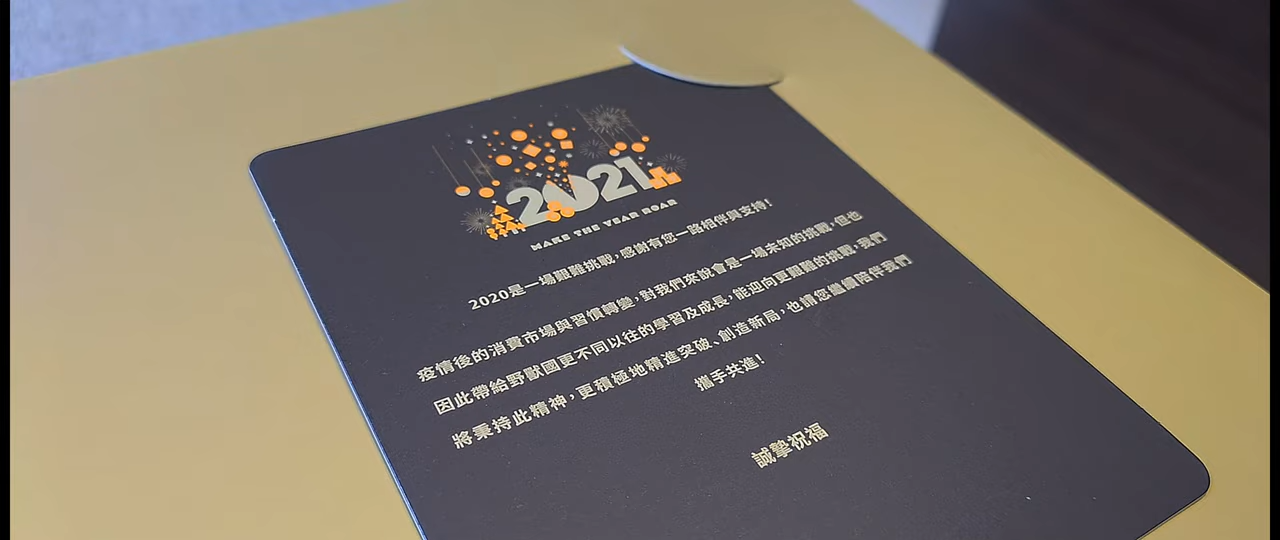 2021
MAKE THE YEAR ROAR
2020是一場艱難挑戰，感謝有您一路相伴與支持！
疫情後的消費市場與習慣轉變，對我們來說會是一場未知的挑戰，但也
因此帶給野獸國更不同以往的學習及成長，能迎向更艱難的挑戰，我們
將秉持此精神，更積極地精進突破、創造新局，也請您繼續陪伴我們
攜手共進！
誠摯祝福